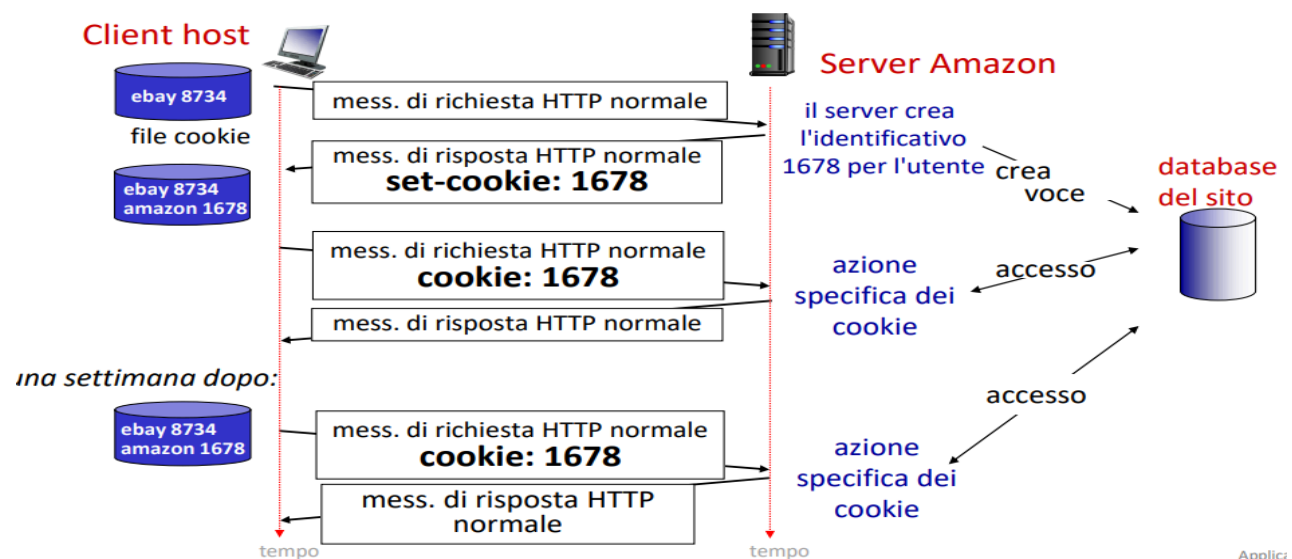 Client host
Server Amazon
ebay 8734
file cookie
mess. di richiesta HTTP normale
il server crea
l'identificativo
1678 per l'utente
crea
voce
database
del sito
mess. di risposta HTTP normale
set-cookie: 1678
ebay 8734
amazon 1678
mess. di richiesta HTTP normale
cookie: 1678
azione
specifica dei
cookie
accesso
mess. di risposta HTTP normale
una settimana dopo:
accesso
ebay 8734
amazon 1678
mess. di richiesta HTTP normale
cookie: 1678
azione
specifica dei
cookie
mess. di risposta HTTP
normale
tempo
tempo
Applica